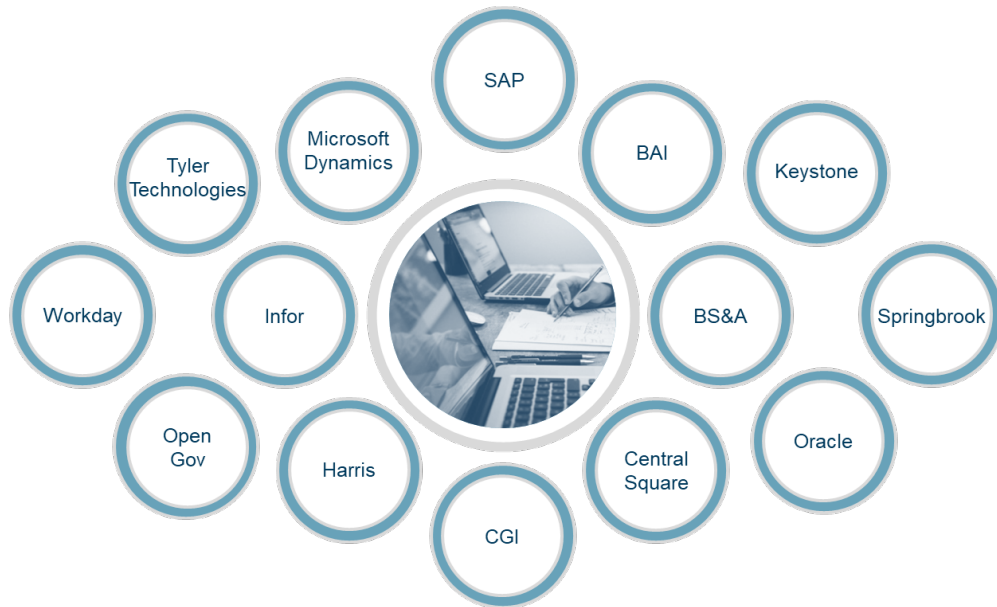 SAP
Microsoft
Dynamics
BAI
Tyler
Technologies
Keystone
Workday
Infor
BS&A
Springbrook
Open
Gov
Harris
Central
Square
Oracle
CGI